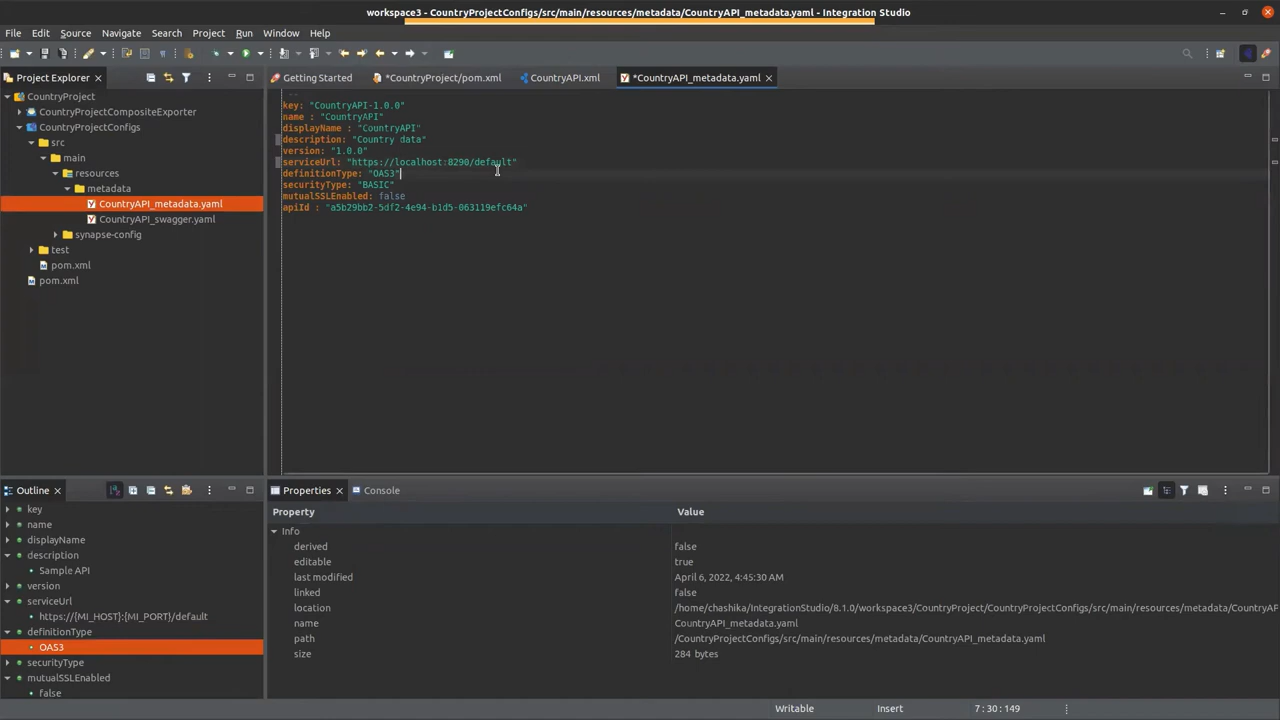 workspace3 - CountryProjectConfigs/src/main/resources/metadata/CountryAPI_metadata.yaml - Integration Studio
File Edit Source Navigate Search Project Run Window Help
Project Explorer
Getting Started
*CountryProject/pom.xml
CountryAPI.xml
*CountryAPI_metadata.yaml
CountryProject
CountryProjectCompositeExporter
CountryProjectConfigs
src
main
resources
metadata
CountryAPI_metadata.yaml
CountryAPI_swagger.yaml
synapse-config
test
pom.xml
pom.xml
key: "CountryAPI-1.0.0"
name : "CountryAPI"
displayName : "CountryAPI"
description: "Country data"
version: "1.0.0"
serviceUrl: "https://localhost:8290/default"
definitionType: "OAS3"
securityType: "BASIC"
mutualSSLEnabled: false
apiId : "a5b29bb2-5df2-4e94-b1d5-063119efc64a"
Outline
key
name
displayName
description
Sample API
version
serviceUrl
https://{MI_HOST}:{MI_PORT}/default
definitionType
OAS3
securityType
mutualSSLEnabled
false
Properties
Console
Property Value
Info
derived false
editable true
last modified April 6, 2022, 4:45:30 AM
linked false
location /home/chashika/IntegrationStudio/8.1.0/workspace3/CountryProject/CountryProjectConfigs/src/main/resources/metadata/CountryAP
name CountryAPI_metadata.yaml
path /CountryProjectConfigs/src/main/resources/metadata/CountryAPI_metadata.yaml
size 284 bytes
Writable Insert 7 : 30 : 149